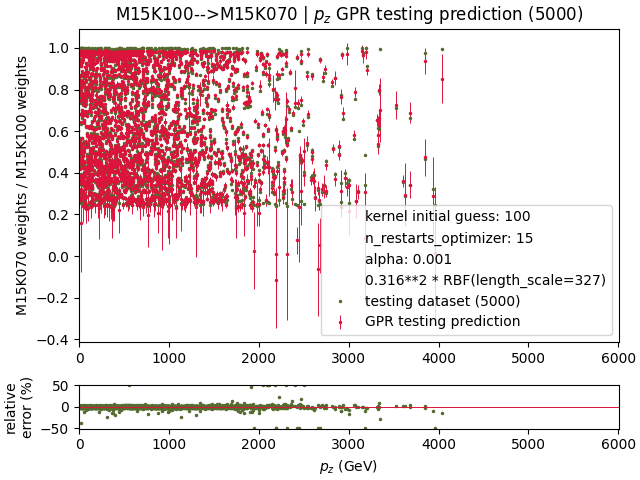 M15K100-->M15K070 | p_z GPR testing prediction (5000)
M15K070 weights / M15K100 weights
1.0
0.8
0.6
0.4
0.2
0.0
−0.2
−0.4
kernel initial guess: 100
n_restarts_optimizer: 15
alpha: 0.001
0.316**2 * RBF(length_scale=327)
testing dataset (5000)
GPR testing prediction
0 1000 2000 3000 4000 5000 6000
relative
error (%)
50
0
−50
0 1000 2000 3000 4000 5000 6000
p_z (GeV)